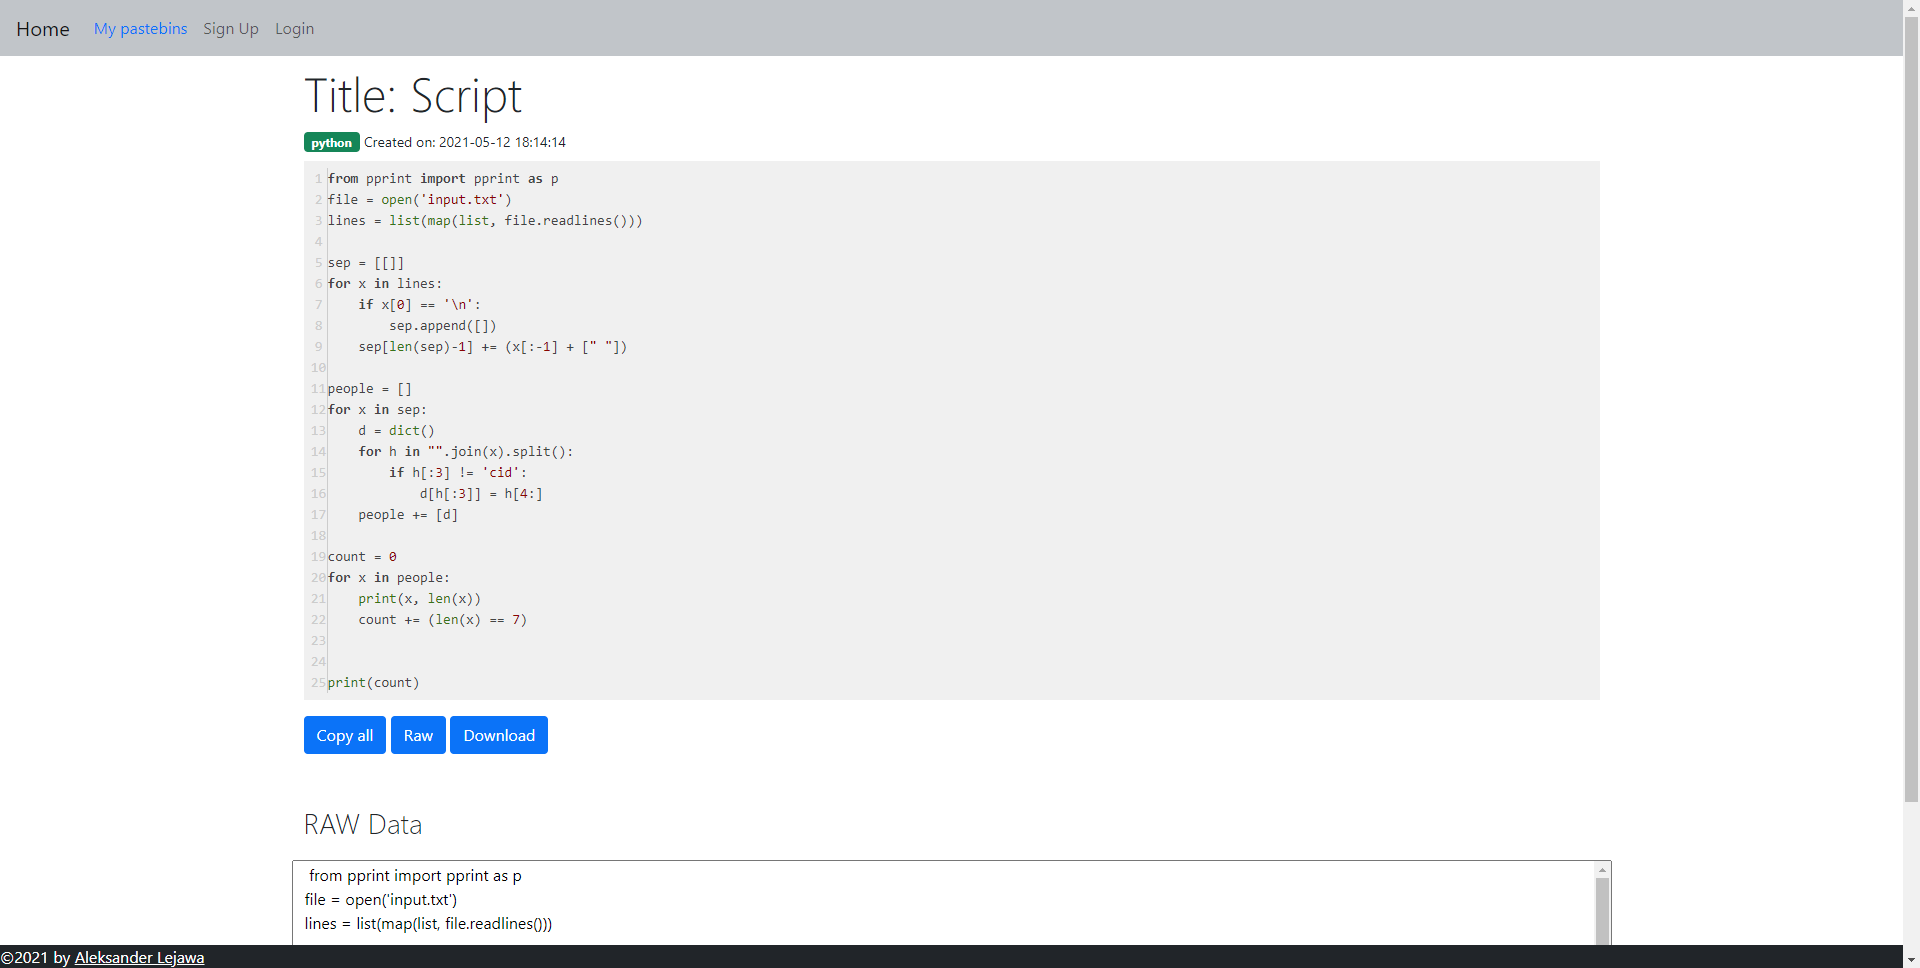 Home My pastebins Sign Up Login
Title: Script
python Created on: 2021-05-12 18:14:14
1 from pprint import pprint as p
2 file = open('input.txt')
3 lines = list(map(list, file.readlines()))
4
5 sep = [[]]
6 for x in lines:
7     if x[0] == '\n':
8         sep.append([])
9     sep[len(sep)-1] += (x[:-1] + [" "])
10
11 people = []
12 for x in sep:
13     d = dict()
14     for h in "".join(x).split():
15         if h[:3] != 'cid':
16             d[h[:3]] = h[4:]
17     people += [d]
18
19 count = 0
20 for x in people:
21     print(x, len(x))
22     count += (len(x) == 7)
23
24
25 print(count)
Copy all Raw Download
RAW Data
from pprint import pprint as p
file = open('input.txt')
lines = list(map(list, file.readlines()))
©2021 by Aleksander Lejawa